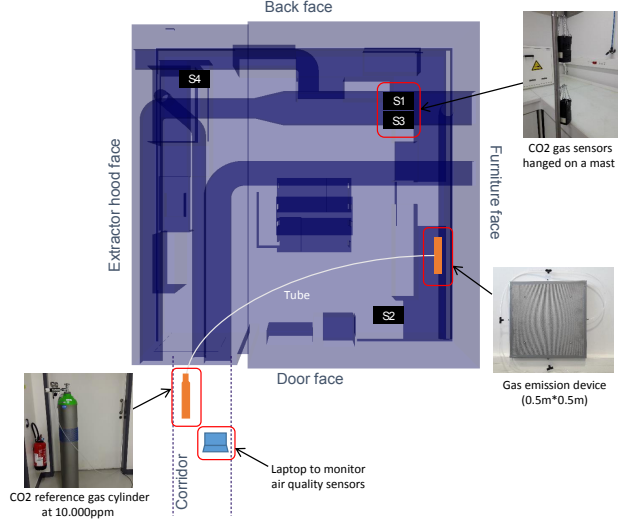 Back face
S4
S1
S3
CO2 gas sensors
hanged on a mast
Extractor hood face
Furniture face
Tube
S2
Gas emission device
(0.5m*0.5m)
Door face
Corridor
Laptop to monitor
air quality sensors
CO2 reference gas cylinder
at 10.000ppm